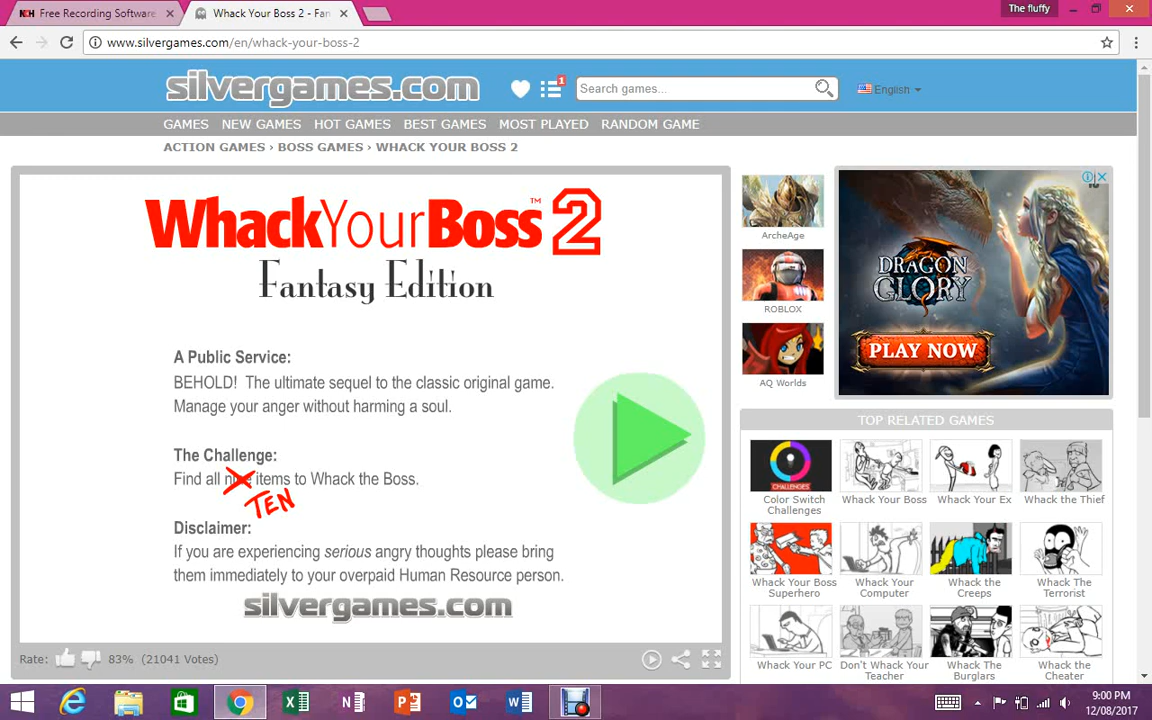 NCH Free Recording Software
Whack Your Boss 2 - Fan
The fluffy
www.silvergames.com/en/whack-your-boss-2
silvergames.com
1
Search games...
English
GAMES NEW GAMES HOT GAMES BEST GAMES MOST PLAYED RANDOM GAME
ACTION GAMES › BOSS GAMES › WHACK YOUR BOSS 2
WhackYourBoss™ 2
Fantasy Edition
A Public Service:
BEHOLD! The ultimate sequel to the classic original game.
Manage your anger without harming a soul.
The Challenge:
Find all nine items to Whack the Boss.
TEN
Disclaimer:
If you are experiencing serious angry thoughts please bring
them immediately to your overpaid Human Resource person.
silvergames.com
Rate: 83% (21041 Votes)
ArcheAge
ROBLOX
AQ Worlds
DRAGON
GLORY
PLAY NOW
TOP RELATED GAMES
CHALLENGES
Color Switch
Challenges
Whack Your Boss
Whack Your Ex
Whack the Thief
Whack Your Boss
Superhero
Whack Your
Computer
Whack the
Creeps
Whack The
Terrorist
Whack Your PC
Don't Whack Your
Teacher
Whack The
Burglars
Whack the
Cheater
9:00 PM
12/08/2017